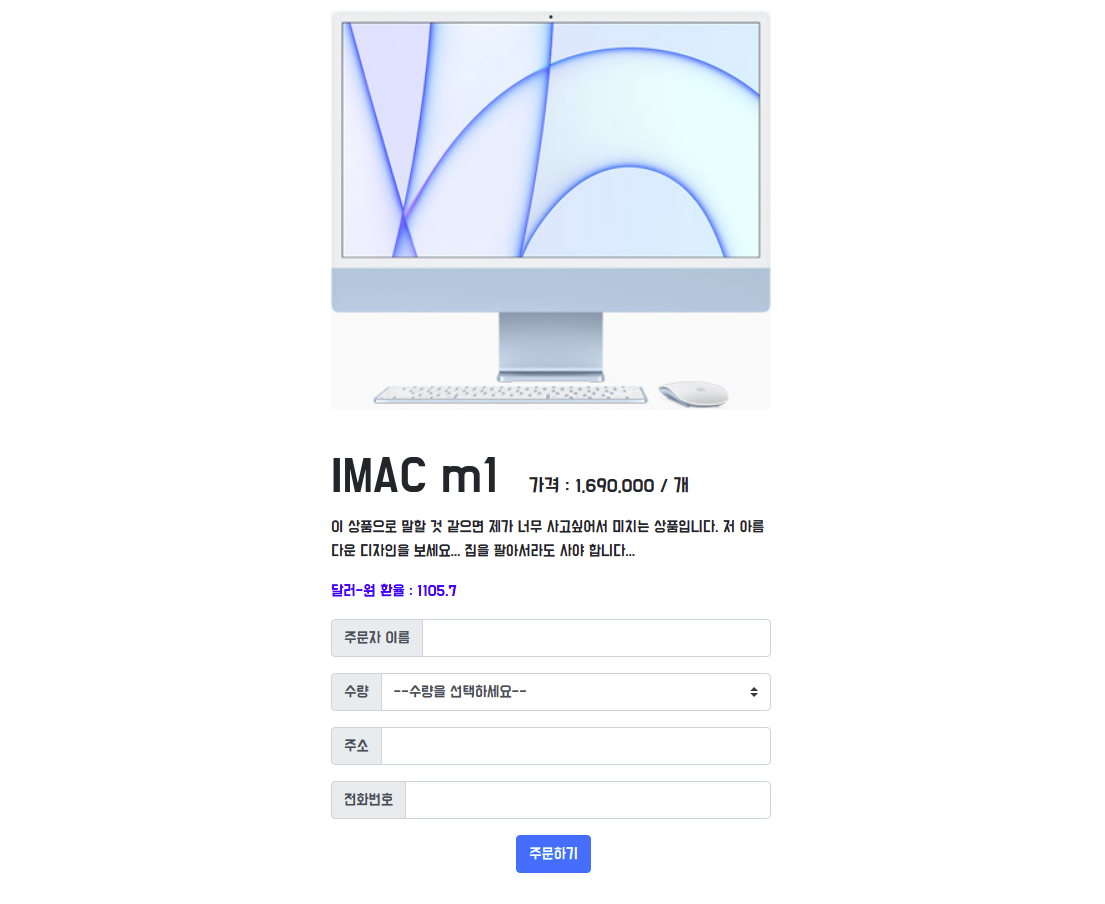 IMAC m1 가격 : 1,690,000 / 개
이 상품으로 말할 것 같으면 제가 너무 사고싶어서 미치는 상품입니다. 저 아름
다운 디자인을 보세요... 집을 팔아서라도 사야 합니다...
달러-원 환율 : 1105.7
주문자 이름
수량 --수량을 선택하세요--
주소
전화번호
주문하기